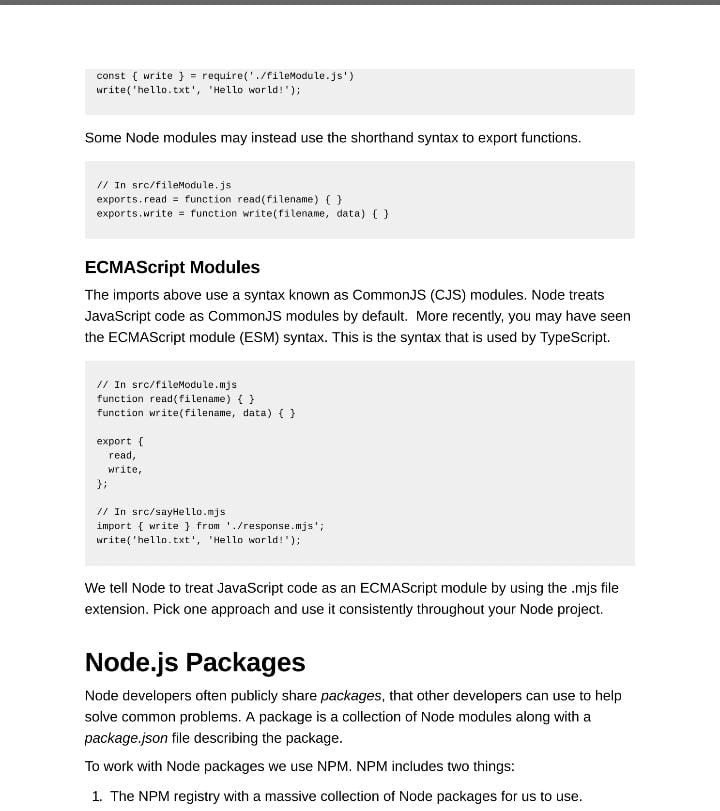 const { write } = require('./fileModule.js')
write('hello.txt', 'Hello world!');
Some Node modules may instead use the shorthand syntax to export functions.
// In src/fileModule.js
exports.read = function read(filename) { }
exports.write = function write(filename, data) { }
ECMAScript Modules
The imports above use a syntax known as CommonJS (CJS) modules. Node treats
JavaScript code as CommonJS modules by default.  More recently, you may have seen
the ECMAScript module (ESM) syntax. This is the syntax that is used by TypeScript.
// In src/fileModule.mjs
function read(filename) { }
function write(filename, data) { }
export {
  read,
  write,
};
// In src/sayHello.mjs
import { write } from './response.mjs';
write('hello.txt', 'Hello world!');
We tell Node to treat JavaScript code as an ECMAScript module by using the .mjs file
extension. Pick one approach and use it consistently throughout your Node project.
Node.js Packages
Node developers often publicly share packages, that other developers can use to help
solve common problems. A package is a collection of Node modules along with a
package.json file describing the package.
To work with Node packages we use NPM. NPM includes two things:
1. The NPM registry with a massive collection of Node packages for us to use.